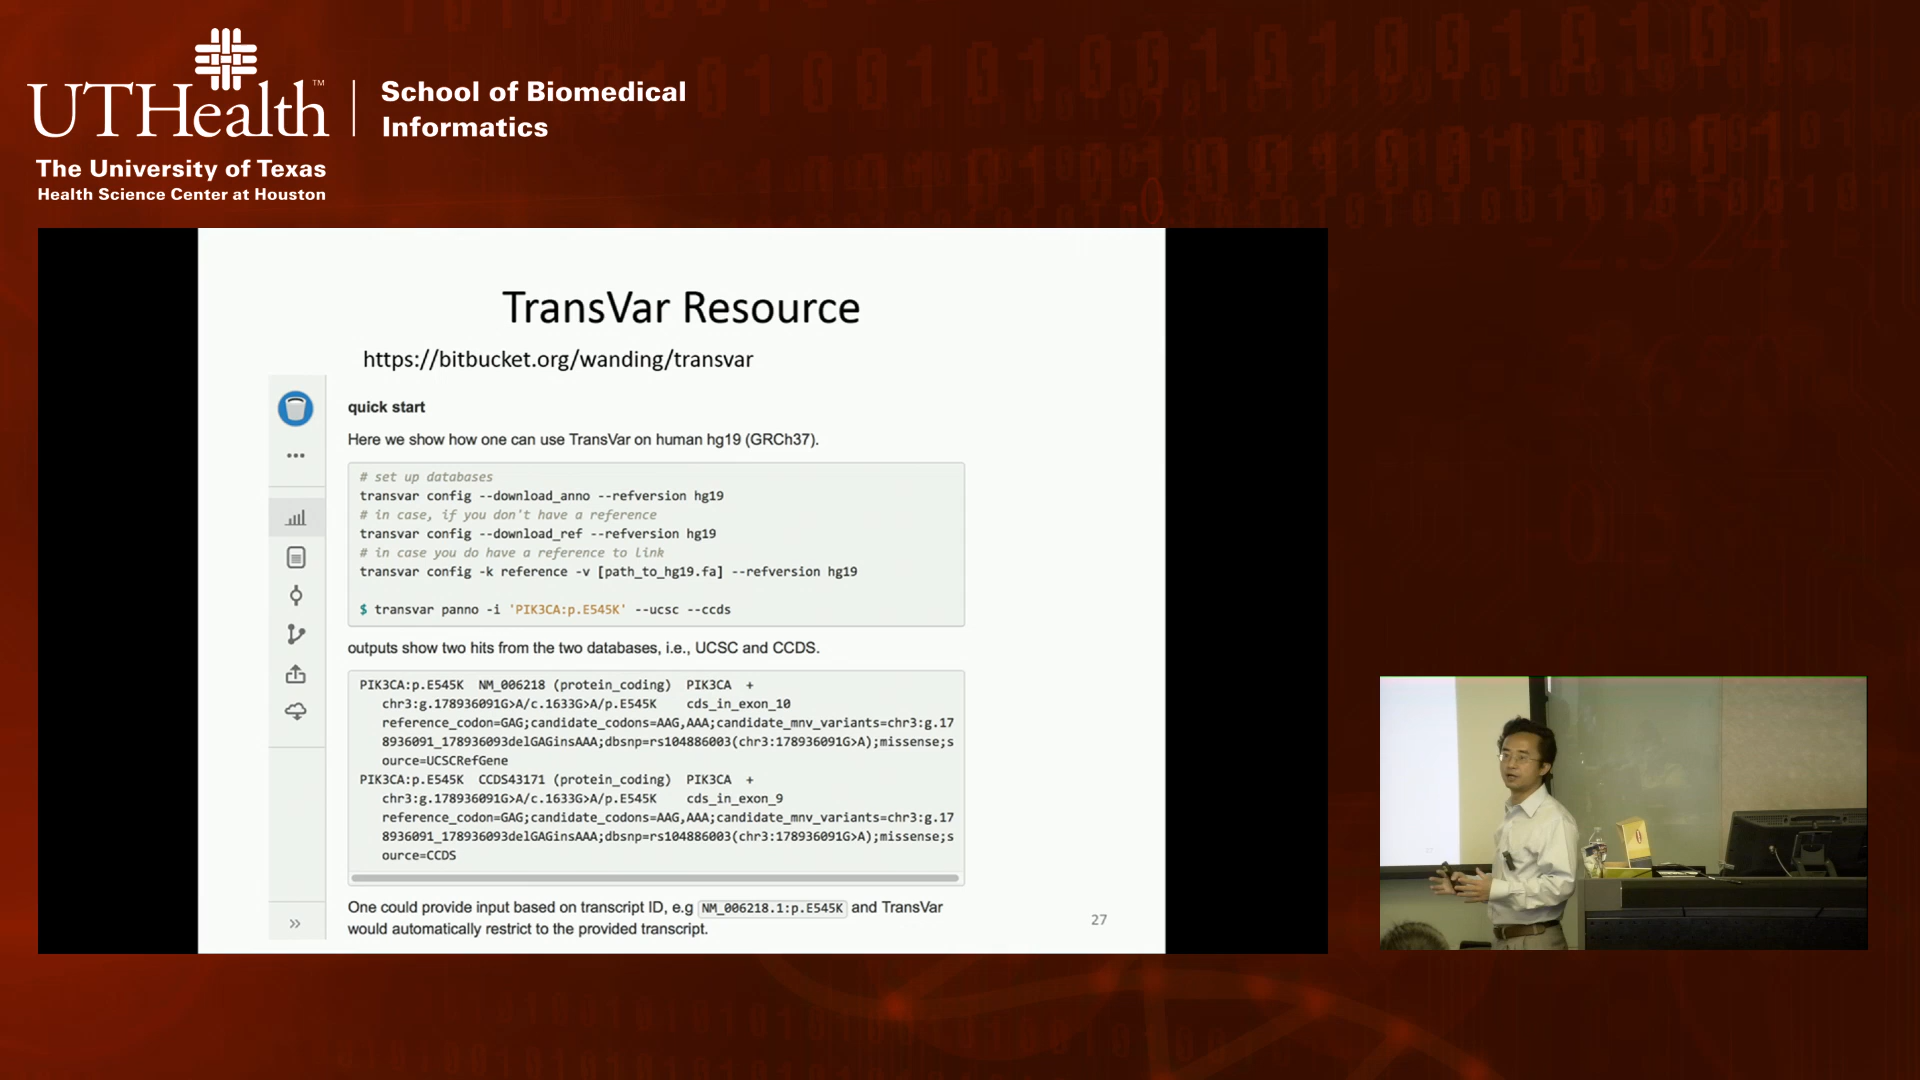 UTHealth™
School of Biomedical
Informatics
The University of Texas
Health Science Center at Houston
TransVar Resource
https://bitbucket.org/wanding/transvar
quick start
Here we show how one can use TransVar on human hg19 (GRCh37).
# set up databases
transvar config --download_anno --refversion hg19
# in case, if you don't have a reference
transvar config --download_ref --refversion hg19
# in case you do have a reference to link
transvar config -k reference -v [path_to_hg19.fa] --refversion hg19
$ transvar panno -i 'PIK3CA:p.E545K' --ucsc --ccds
outputs show two hits from the two databases, i.e., UCSC and CCDS.
PIK3CA:p.E545K NM_006218 (protein_coding) PIK3CA +
chr3:g.178936091G>A/c.1633G>A/p.E545K cds_in_exon_10
reference_codon=GAG;candidate_codons=AAG,AAA;candidate_mnv_variants=chr3:g.17
8936091_178936093delGAGinsAAA;dbsnp=rs104886003(chr3:178936091G>A);missense;s
ource=UCSCRefGene
PIK3CA:p.E545K CCDS43171 (protein_coding) PIK3CA +
chr3:g.178936091G>A/c.1633G>A/p.E545K cds_in_exon_9
reference_codon=GAG;candidate_codons=AAG,AAA;candidate_mnv_variants=chr3:g.17
8936091_178936093delGAGinsAAA;dbsnp=rs104886003(chr3:178936091G>A);missense;s
ource=CCDS
One could provide input based on transcript ID, e.g NM_006218.1:p.E545K and TransVar
would automatically restrict to the provided transcript.
27